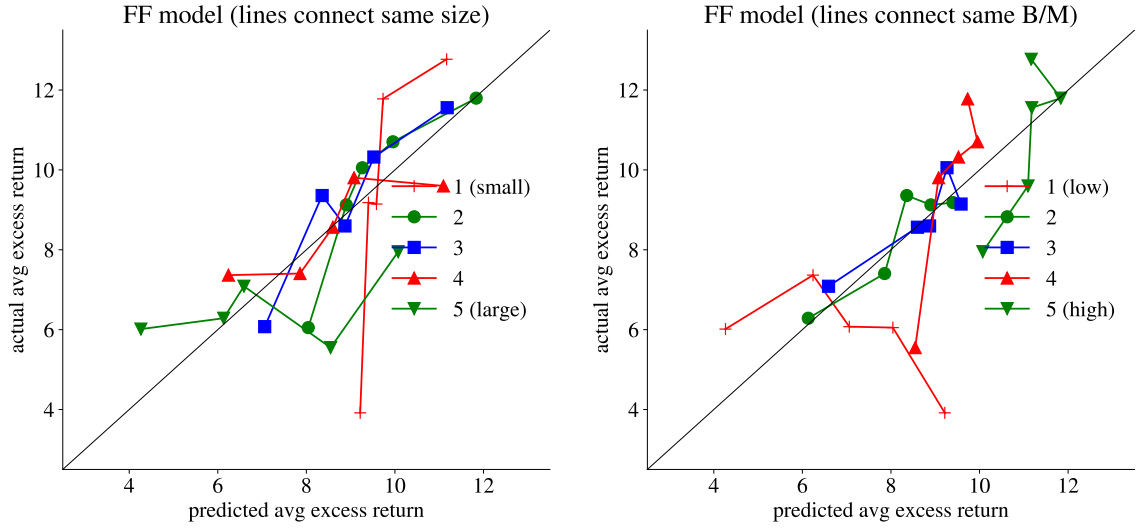 FF model (lines connect same size)
12
10
8
6
4
actual avg excess return
1 (small)
2
3
4
5 (large)
4
6
8
10
12
predicted avg excess return
FF model (lines connect same B/M)
12
10
8
6
4
actual avg excess return
1 (low)
2
3
4
5 (high)
4
6
8
10
12
predicted avg excess return